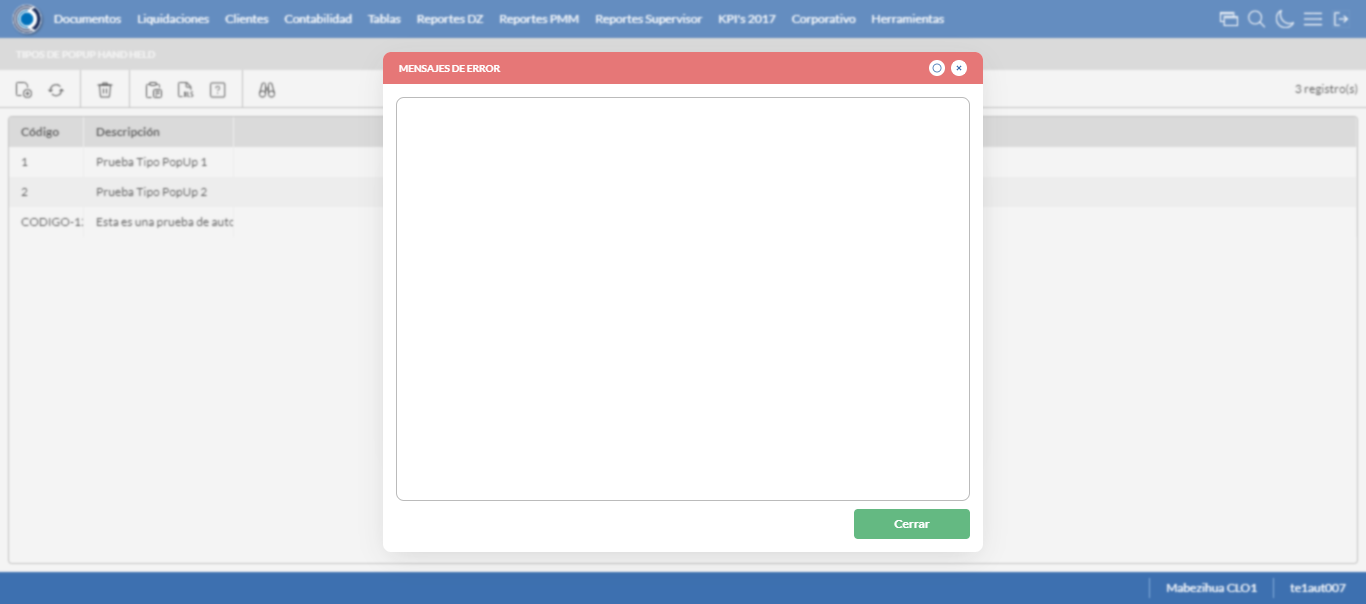 Documentos Liquidaciones Clientes Contabilidad Tablas Reportes DZ Reportes PMM Reportes Supervisor KPI's 2017 Corporativo Herramientas
TIPOS DE POPUP HAND HELD
MENSAJES DE ERROR
3 registro(s)
Código Descripción
1 Prueba Tipo PopUp 1
2 Prueba Tipo PopUp 2
CODIGO-1 Esta es una prueba de auto
Cerrar
Mabezihua CLO1 te1aut007